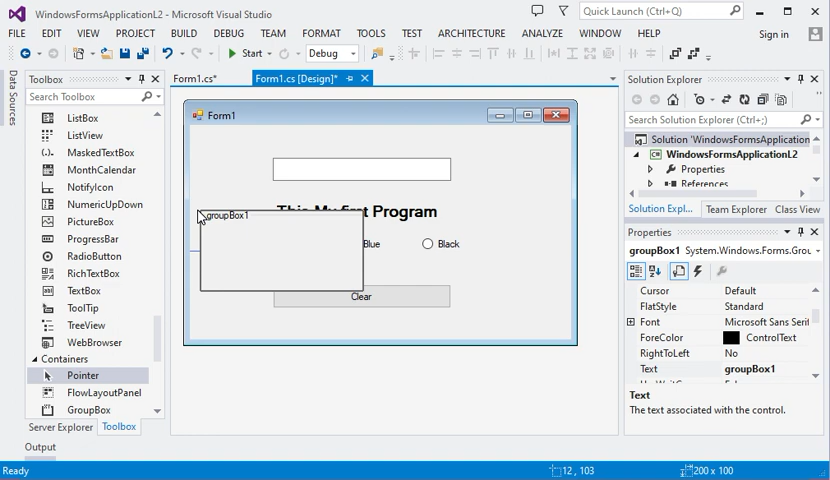 WindowsFormsApplicationL2 - Microsoft Visual Studio
Quick Launch (Ctrl+Q)
FILE EDIT VIEW PROJECT BUILD DEBUG TEAM FORMAT TOOLS TEST ARCHITECTURE ANALYZE WINDOW HELP
Sign in
Start Debug
Data Sources
Toolbox
Search Toolbox
ListBox
ListView
MaskedTextBox
MonthCalendar
NotifyIcon
NumericUpDown
PictureBox
ProgressBar
RadioButton
RichTextBox
TextBox
ToolTip
TreeView
WebBrowser
Containers
Pointer
FlowLayoutPanel
GroupBox
Server Explorer Toolbox
Output
Form1.cs* Form1.cs [Design]*
Form1
This My first Program
groupBox1
Blue Black
Clear
Solution Explorer
Search Solution Explorer (Ctrl+;)
Solution 'WindowsFormsApplication
WindowsFormsApplicationL2
Properties
References
Solution Expl... Team Explorer Class View
Properties
groupBox1 System.Windows.Forms.Grou
Cursor Default
FlatStyle Standard
Font Microsoft Sans Serif
ForeColor ControlText
RightToLeft No
Text groupBox1
Text
The text associated with the control.
Ready 12 , 103 200 x 100